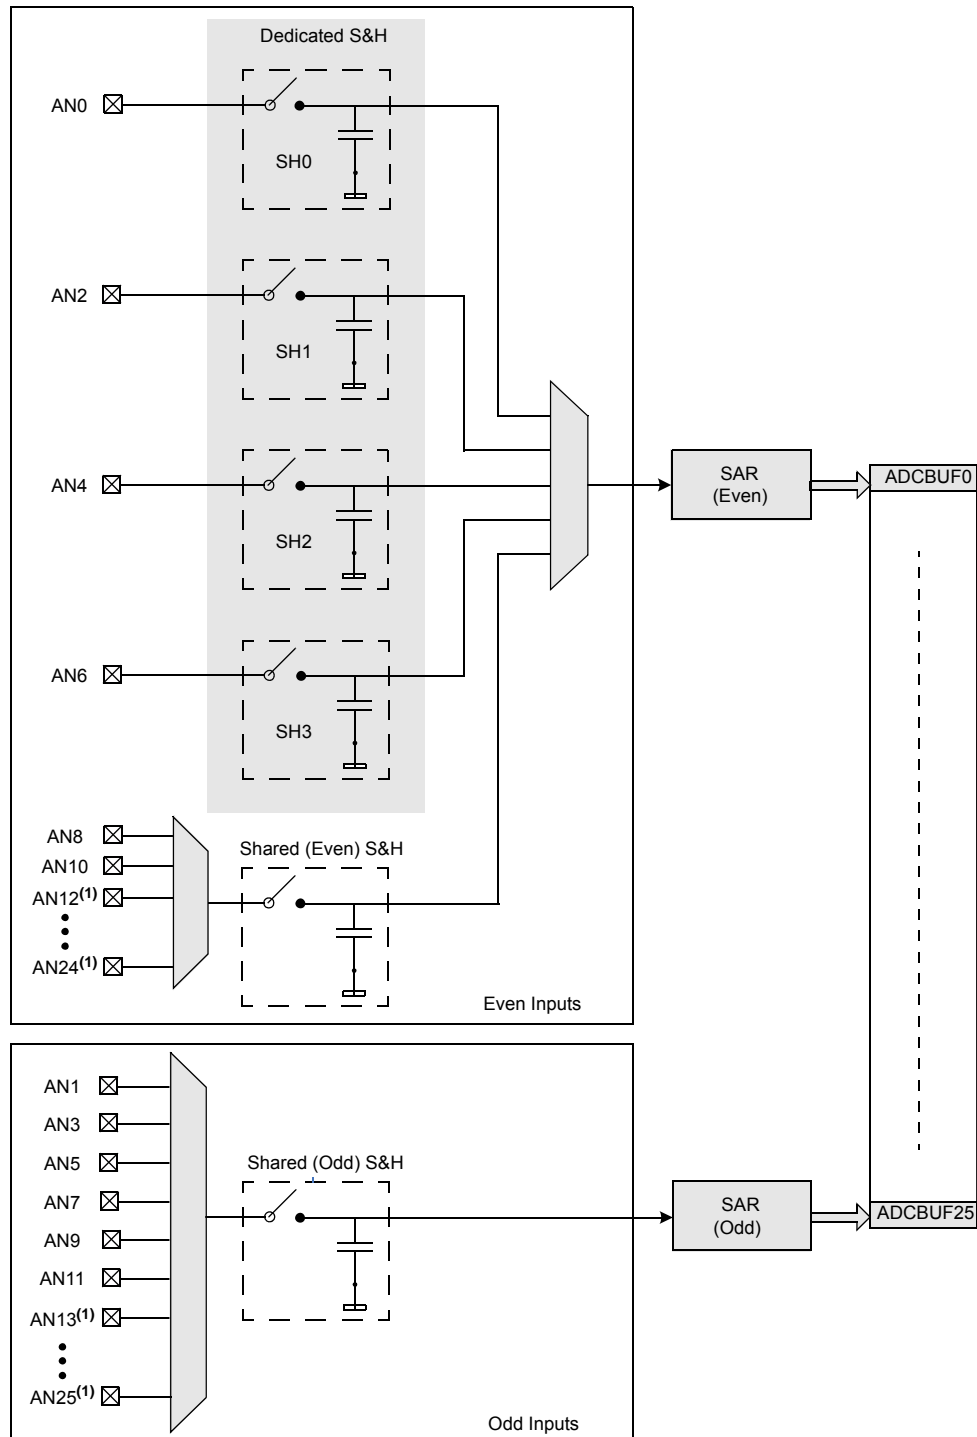 Dedicated S&H
AN0
SH0
AN2
SH1
AN4
SH2
SAR
(Even)
ADCBUF0
AN6
SH3
AN8
Shared (Even) S&H
AN10
AN12(1)
AN24(1)
Even Inputs
AN1
AN3
AN5
Shared (Odd) S&H
AN7
SAR
(Odd)
ADCBUF25
AN9
AN11
AN13(1)
AN25(1)
Odd Inputs